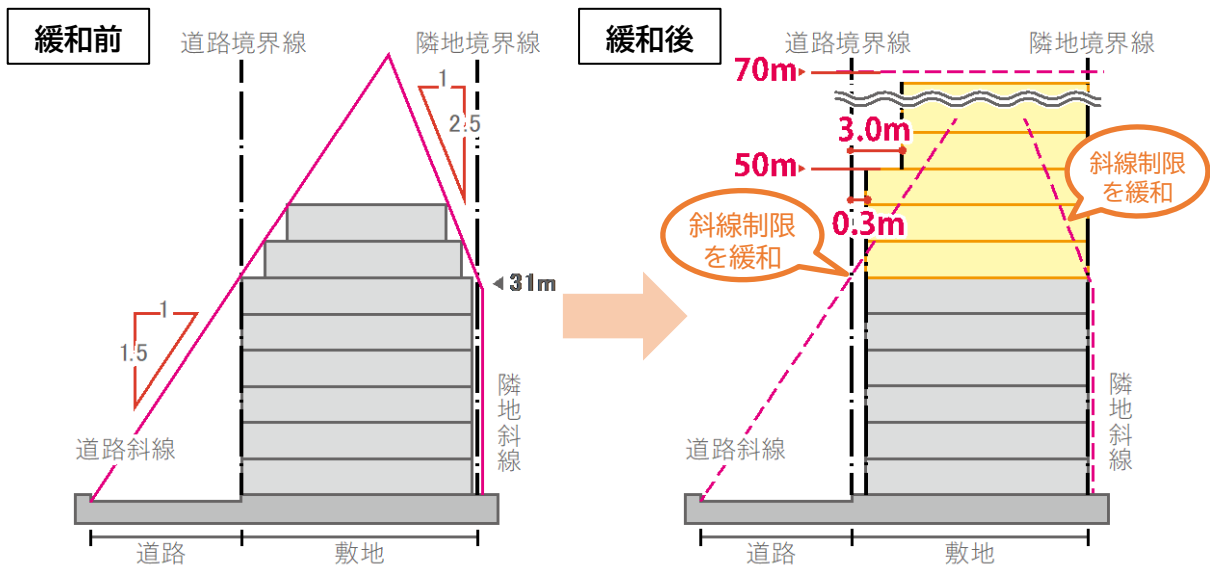 緩和前
道路境界線
隣地境界線
1
2.5
31m
1
1.5
道路斜線
隣地斜線
道路
敷地
緩和後
道路境界線
隣地境界線
70m
3.0m
50m
0.3m
斜線制限
を緩和
斜線制限
を緩和
道路斜線
隣地斜線
道路
敷地